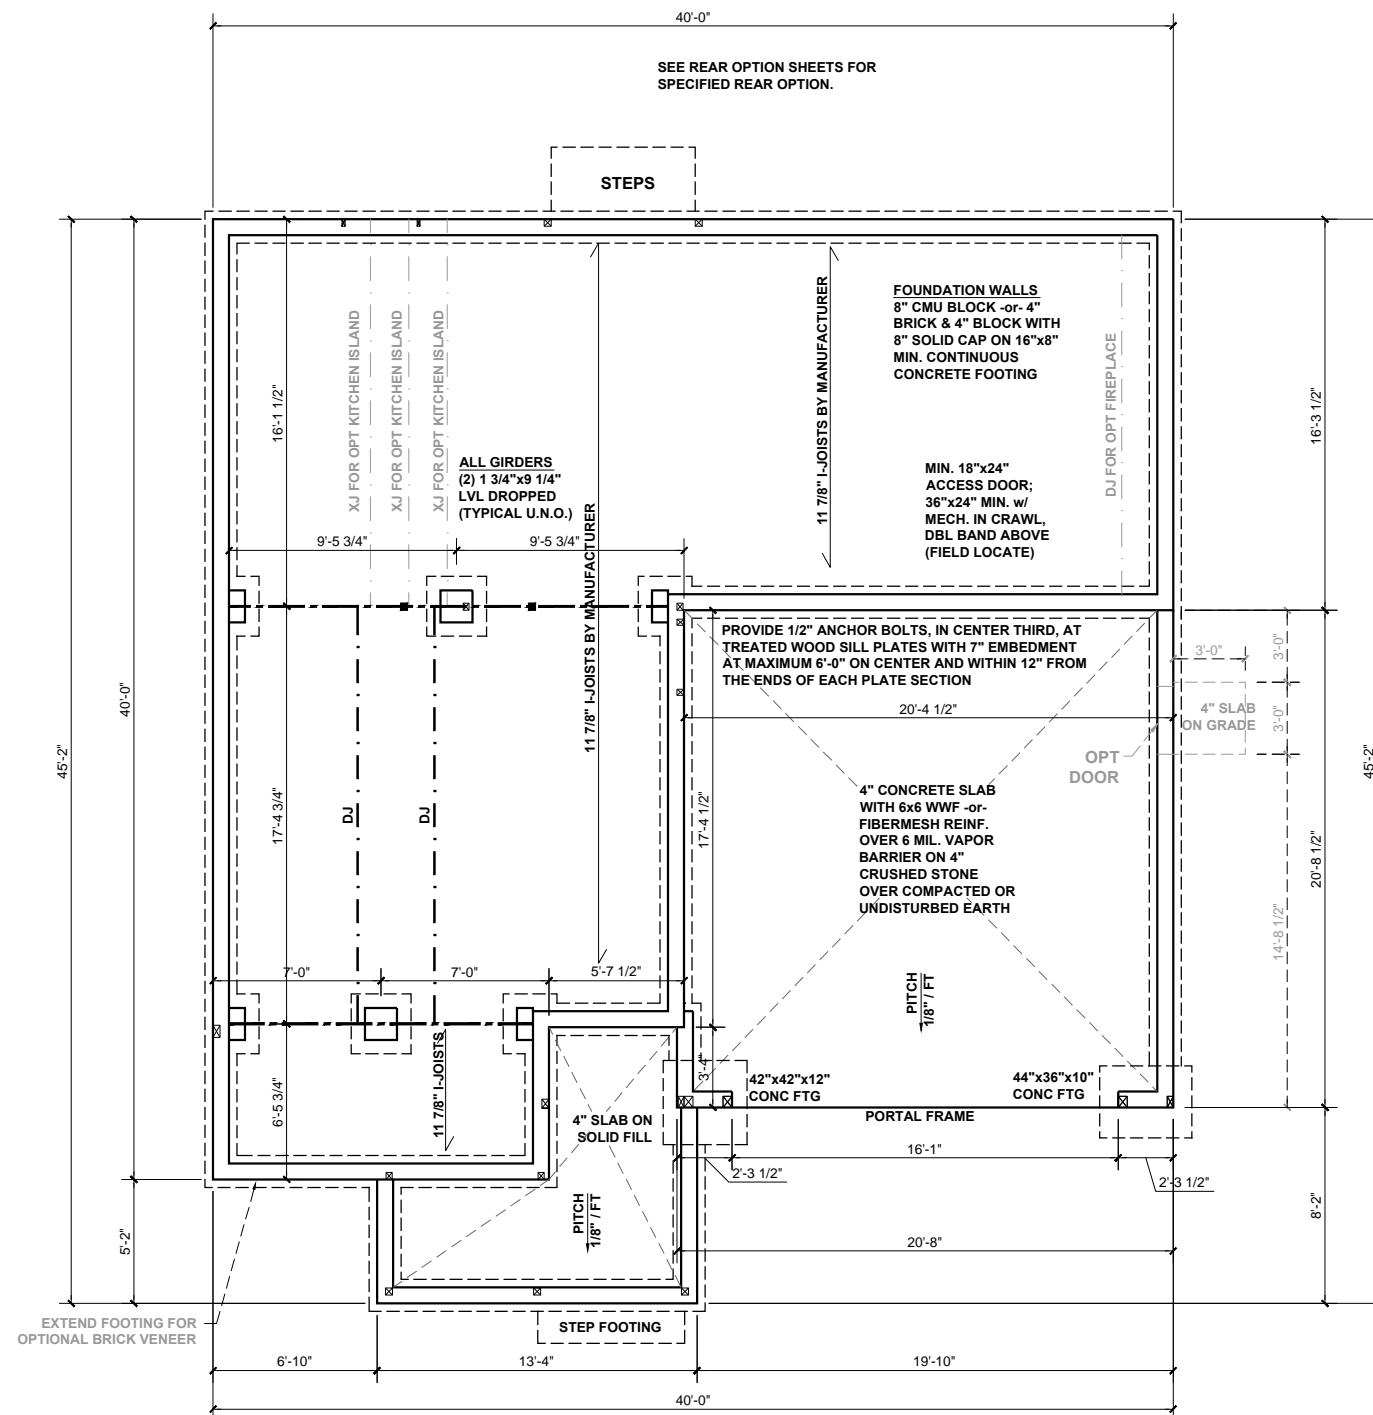 40'-0"
SEE REAR OPTION SHEETS FOR
SPECIFIED REAR OPTION.
STEPS
FOUNDATION WALLS
8" CMU BLOCK -or- 4"
BRICK & 4" BLOCK WITH
8" SOLID CAP ON 16"x8"
MIN. CONTINUOUS
CONCRETE FOOTING
11 7/8" I-JOISTS BY MANUFACTURER
XJ FOR OPT KITCHEN ISLAND
XJ FOR OPT KITCHEN ISLAND
XJ FOR OPT KITCHEN ISLAND
DJ FOR OPT FIREPLACE
16'-1 1/2"
16'-3 1/2"
ALL GIRDERS
(2) 1 3/4"x9 1/4"
LVL DROPPED
(TYPICAL U.N.O.)
MIN. 18"x24"
ACCESS DOOR;
36"x24" MIN. w/
MECH. IN CRAWL,
DBL BAND ABOVE
(FIELD LOCATE)
9'-5 3/4"
9'-5 3/4"
11 7/8" I-JOISTS BY MANUFACTURER
PROVIDE 1/2" ANCHOR BOLTS, IN CENTER THIRD, AT
TREATED WOOD SILL PLATES WITH 7" EMBEDMENT
AT MAXIMUM 6'-0" ON CENTER AND WITHIN 12" FROM
THE ENDS OF EACH PLATE SECTION
3'-0"
3'-0"
20'-4 1/2"
4" SLAB
ON GRADE
3'-0"
40'-0"
45'-2"
45'-2"
OPT
DOOR
4" CONCRETE SLAB
WITH 6x6 WWF -or-
FIBERMESH REINF.
OVER 6 MIL. VAPOR
BARRIER ON 4"
CRUSHED STONE
OVER COMPACTED OR
UNDISTURBED EARTH
17'-4 3/4"
DJ
DJ
17'-4 1/2"
20'-8 1/2"
14'-8 1/2"
7'-0"
7'-0"
5'-7 1/2"
PITCH
1/8" / FT
11 7/8" I-JOISTS
3'-4"
42"x42"x12"
CONC FTG
44"x36"x10"
CONC FTG
PORTAL FRAME
6'-5 3/4"
4" SLAB ON
SOLID FILL
16'-1"
2'-3 1/2"
2'-3 1/2"
PITCH
1/8" / FT
5'-2"
8'-2"
20'-8"
EXTEND FOOTING FOR
OPTIONAL BRICK VENEER
STEP FOOTING
6'-10"
13'-4"
19'-10"
40'-0"